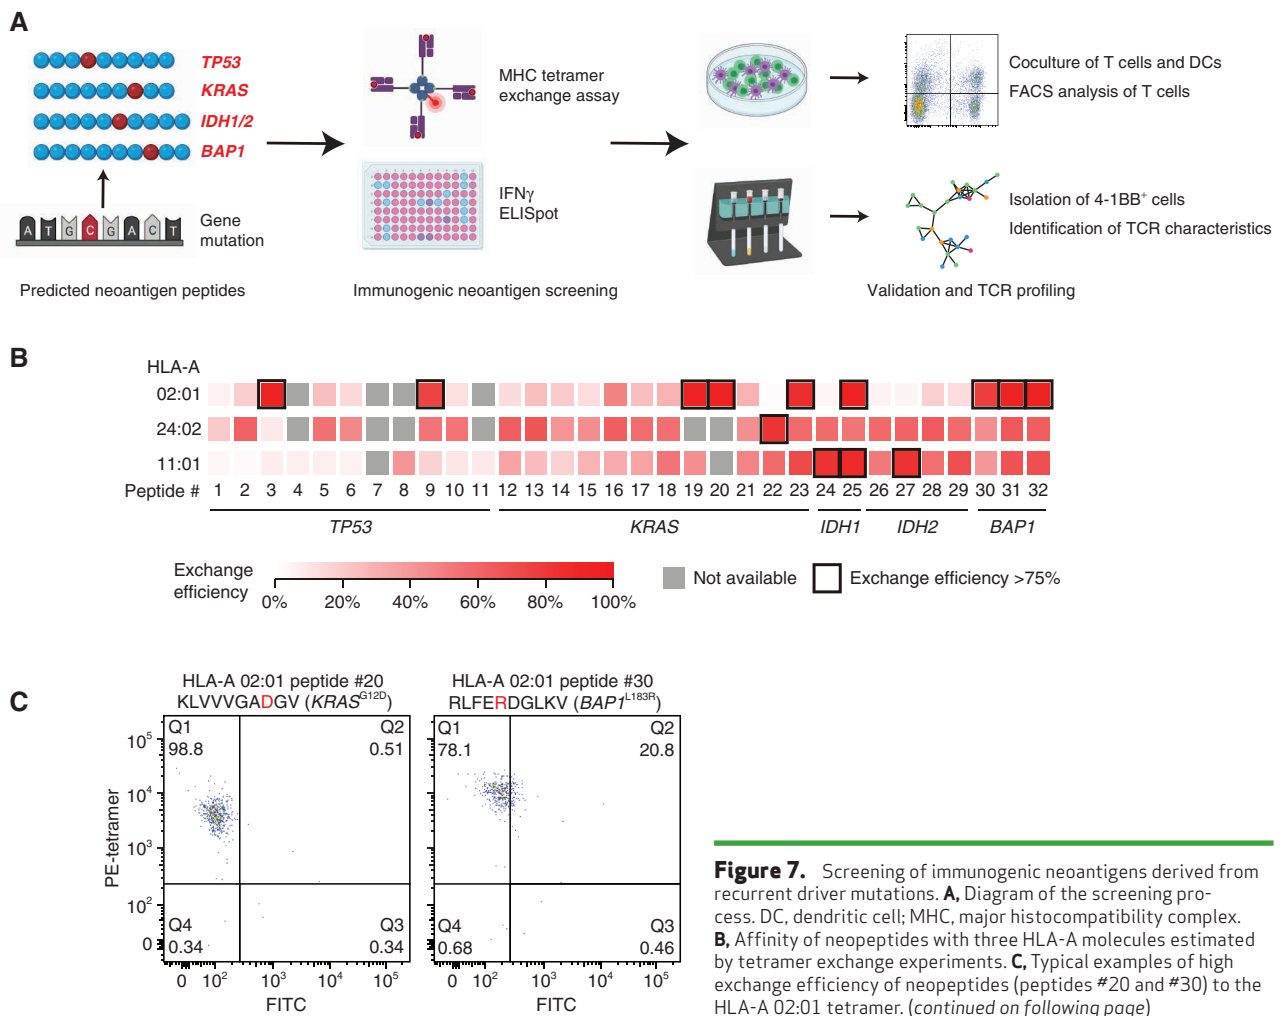 A
TP53
KRAS
IDH1/2
BAP1
A T G C G A C T
Gene
mutation
Predicted neoantigen peptides
MHC tetramer
exchange assay
IFNγ
ELISpot
Immunogenic neoantigen screening
Coculture of T cells and DCs
FACS analysis of T cells
Isolation of 4-1BB+ cells
Identification of TCR characteristics
Validation and TCR profiling
B
HLA-A
02:01
24:02
11:01
Peptide # 1 2 3 4 5 6 7 8 9 10 11 12 13 14 15 16 17 18 19 20 21 22 23 24 25 26 27 28 29 30 31 32
TP53 KRAS IDH1 IDH2 BAP1
Exchange
efficiency
0% 20% 40% 60% 80% 100%
Not available
Exchange efficiency >75%
C
HLA-A 02:01 peptide #20
KLVVVGADGV (KRASG12D)
Q1
98.8
Q2
0.51
Q4
0.34
Q3
0.34
PE-tetramer
10^5
10^4
10^3
10^2
0
0 10^2 10^3 10^4 10^5
FITC
HLA-A 02:01 peptide #30
RLFERDGLKV (BAP1L183R)
Q1
78.1
Q2
20.8
Q4
0.68
Q3
0.46
0 10^2 10^3 10^4 10^5
FITC
Figure 7. Screening of immunogenic neoantigens derived from
recurrent driver mutations. A, Diagram of the screening pro-
cess. DC, dendritic cell; MHC, major histocompatibility complex.
B, Affinity of neopeptides with three HLA-A molecules estimated
by tetramer exchange experiments. C, Typical examples of high
exchange efficiency of neopeptides (peptides #20 and #30) to the
HLA-A 02:01 tetramer. (continued on following page)